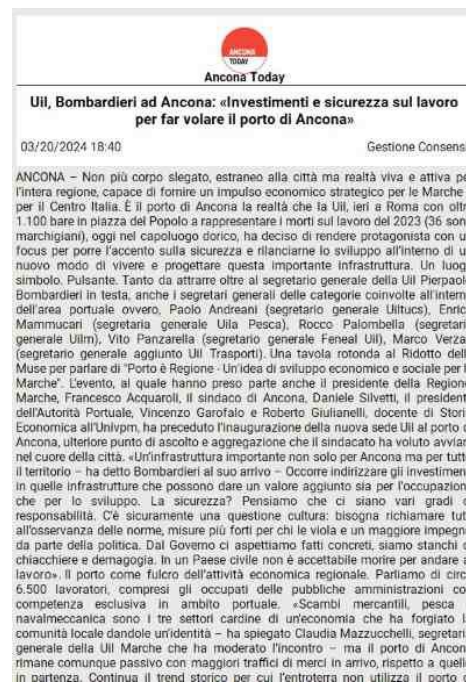 ANCONA
TODAY
Ancona Today
Uil, Bombardieri ad Ancona: «Investimenti e sicurezza sul lavoro
per far volare il porto di Ancona»
03/20/2024 18:40 Gestione Consens
ANCONA – Non più corpo slegato, estraneo alla città ma realtà viva e attiva pe
l'intera regione, capace di fornire un impulso economico strategico per le Marche
per il Centro Italia. È il porto di Ancona la realtà che la Uil, ieri a Roma con oltr
1.100 bare in piazza del Popolo a rappresentare i morti sul lavoro del 2023 (36 son
marchigiani), oggi nel capoluogo dorico, ha deciso di rendere protagonista con u
focus per porre l'accento sulla sicurezza e rilanciarne lo sviluppo all'interno di u
nuovo modo di vivere e progettare questa importante infrastruttura. Un luog
simbolo. Pulsante. Tanto da attrarre oltre al segretario generale della Uil Pierpaol
Bombardieri in testa, anche i segretari generali delle categorie coinvolte all'intern
dell'area portuale ovvero, Paolo Andreani (segretario generale Uiltucs), Enric
Mammucari (segretaria generale Uila Pesca), Rocco Palombella (segretari
generale Uilm), Vito Panzarella (segretario generale Feneal Uil), Marco Verza
(segretario generale aggiunto Uil Trasporti). Una tavola rotonda al Ridotto dell
Muse per parlare di "Porto è Regione - Un'idea di sviluppo economico e sociale per l
Marche". L'evento, al quale hanno preso parte anche il presidente della Region
Marche, Francesco Acquaroli, il sindaco di Ancona, Daniele Silvetti, il president
dell'Autorità Portuale, Vincenzo Garofalo e Roberto Giulianelli, docente di Stori
Economica all'Univpm, ha preceduto l'inaugurazione della nuova sede Uil al porto d
Ancona, ulteriore punto di ascolto e aggregazione che il sindacato ha voluto avviar
nel cuore della città. «Un'infrastruttura importante non solo per Ancona ma per tutt
il territorio – ha detto Bombardieri al suo arrivo – Occorre indirizzare gli investimen
in quelle infrastrutture che possono dare un valore aggiunto sia per l'occupazion
che per lo sviluppo. La sicurezza? Pensiamo che ci siano vari gradi d
responsabilità. C'è sicuramente una questione cultura: bisogna richiamare tut
all'osservanza delle norme, misure più forti per chi le viola e un maggiore impegn
da parte della politica. Dal Governo ci aspettiamo fatti concreti, siamo stanchi d
chiacchiere e demagogia. In un Paese civile non è accettabile morire per andare a
lavoro». Il porto come fulcro dell'attività economica regionale. Parliamo di circ
6.500 lavoratori, compresi gli occupati delle pubbliche amministrazioni co
competenza esclusiva in ambito portuale. «Scambi mercantili, pesca
navalmeccanica sono i tre settori cardine di un'economia che ha forgiato l
comunità locale dandole un'identità – ha spiegato Claudia Mazzucchelli, segretari
generale della Uil Marche che ha moderato l'incontro – ma il porto di Ancon
rimane comunque passivo con maggiori traffici di merci in arrivo, rispetto a quell
in partenza. Continua il trend storico per cui l'entroterra non utilizza il porto d